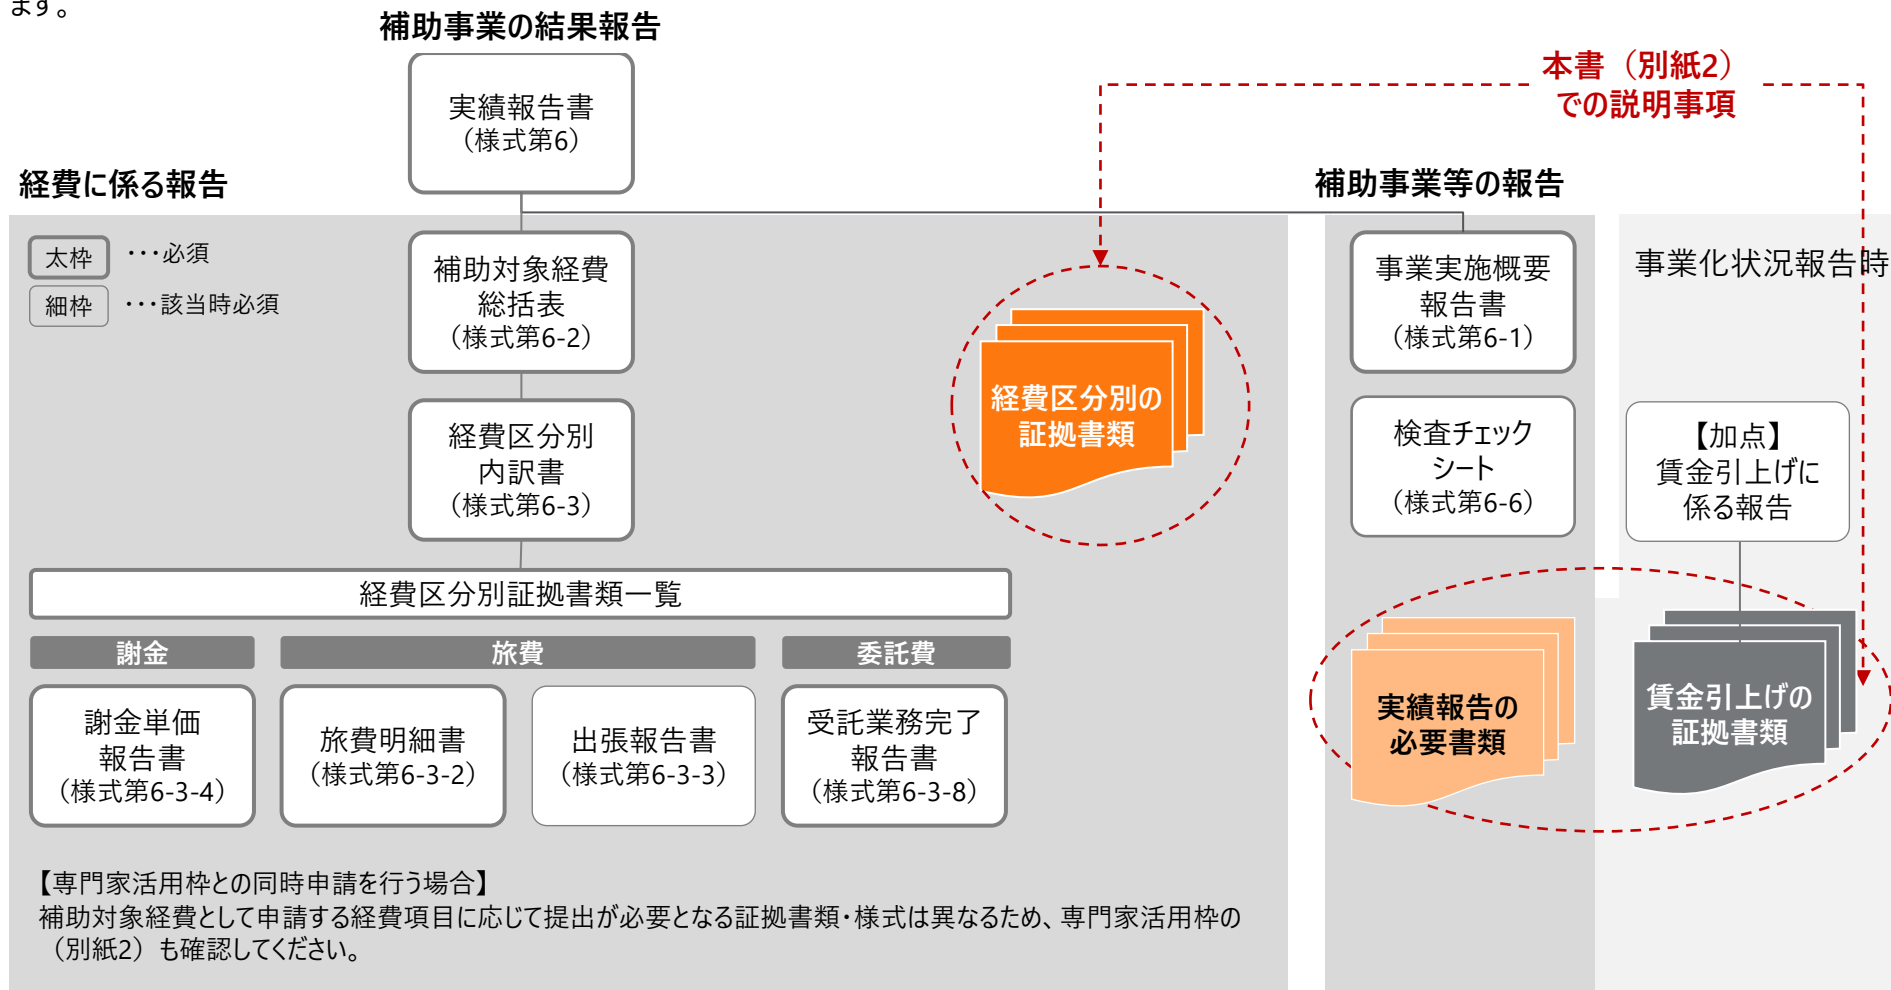 ます。
補助事業の結果報告
実績報告書
（様式第6）
本書（別紙2）
での説明事項
経費に係る報告
太枠 ･･･必須
細枠 ･･･該当時必須
補助対象経費
総括表
（様式第6-2）
経費区分別
内訳書
（様式第6-3）
経費区分別の
証拠書類
経費区分別証拠書類一覧
謝金
謝金単価
報告書
（様式第6-3-4）
旅費
旅費明細書
（様式第6-3-2）
出張報告書
（様式第6-3-3）
委託費
受託業務完了
報告書
（様式第6-3-8）
【専門家活用枠との同時申請を行う場合】
補助対象経費として申請する経費項目に応じて提出が必要となる証拠書類・様式は異なるため、専門家活用枠の
（別紙2）も確認してください。
補助事業等の報告
事業実施概要
報告書
（様式第6-1）
検査チェック
シート
（様式第6-6）
実績報告の
必要書類
事業化状況報告時
【加点】
賃金引上げに
係る報告
賃金引上げの
証拠書類